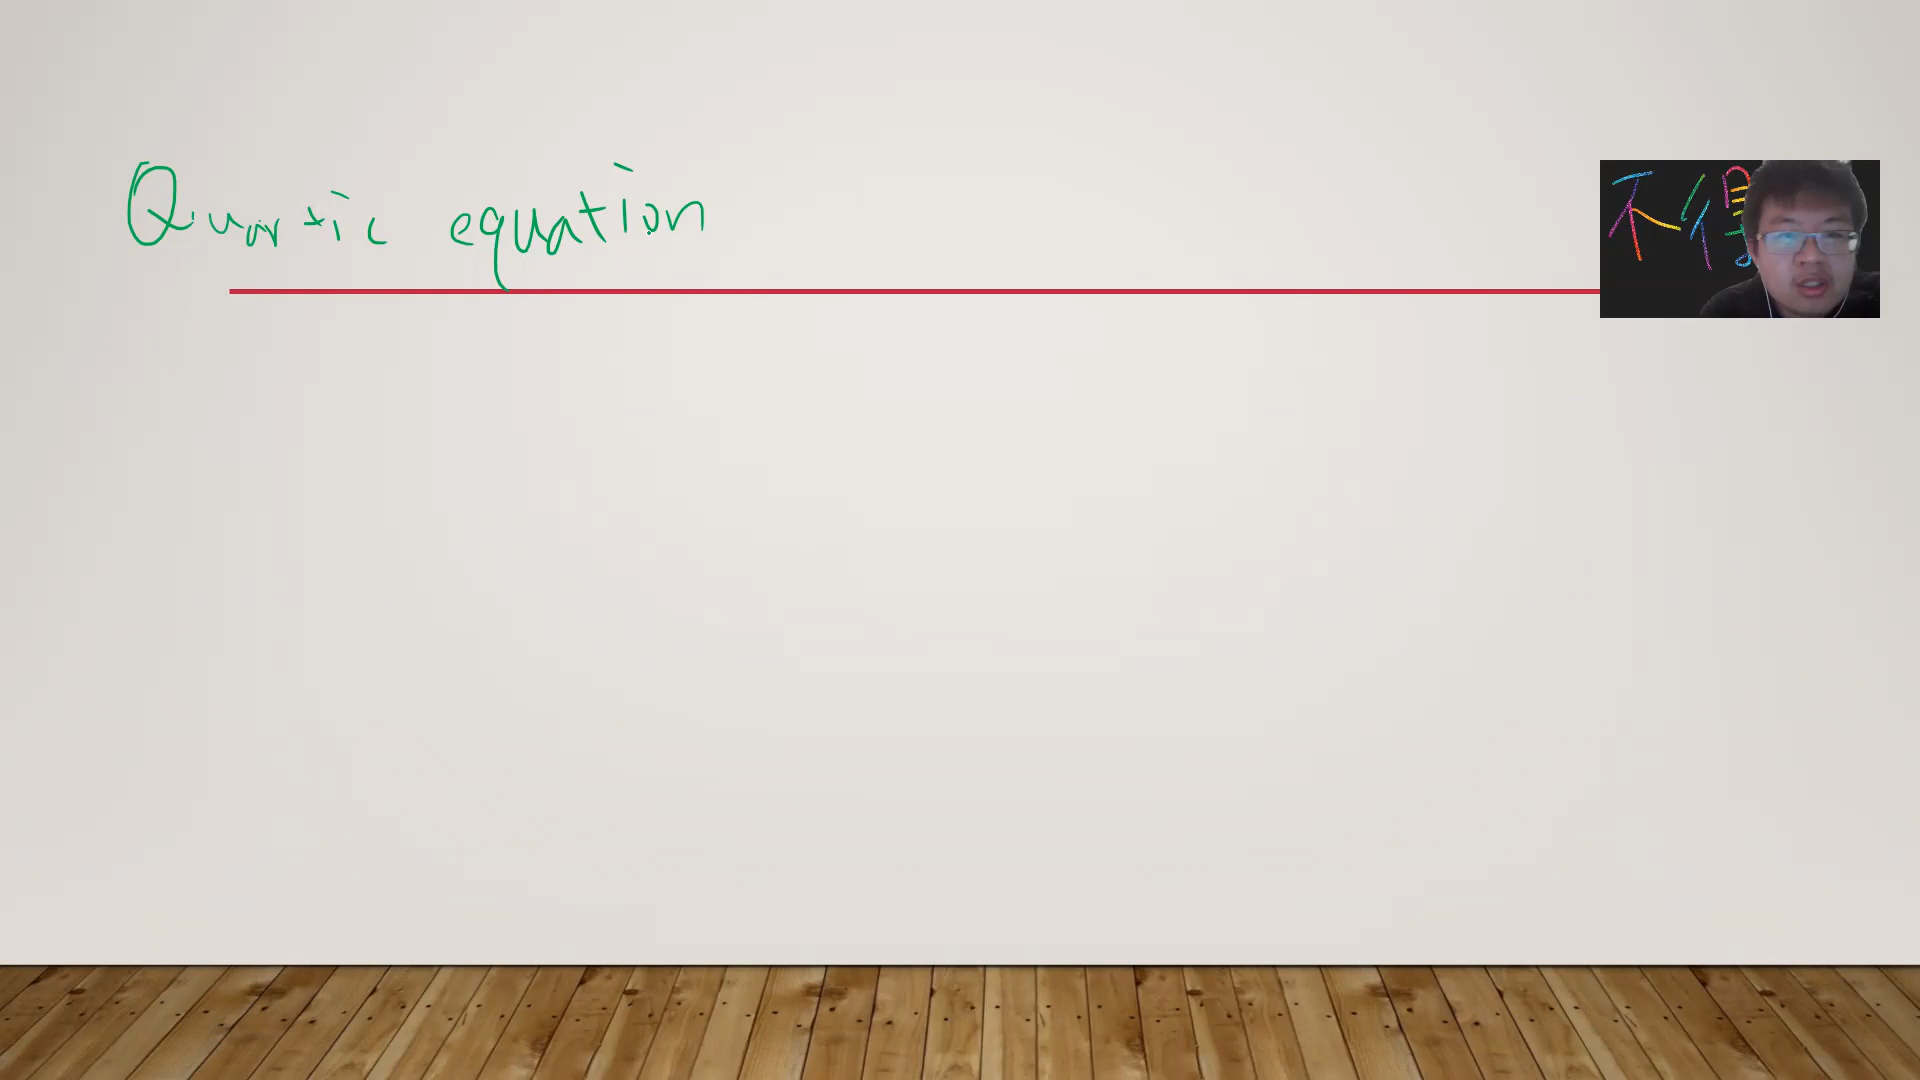 Quartic equation
不得